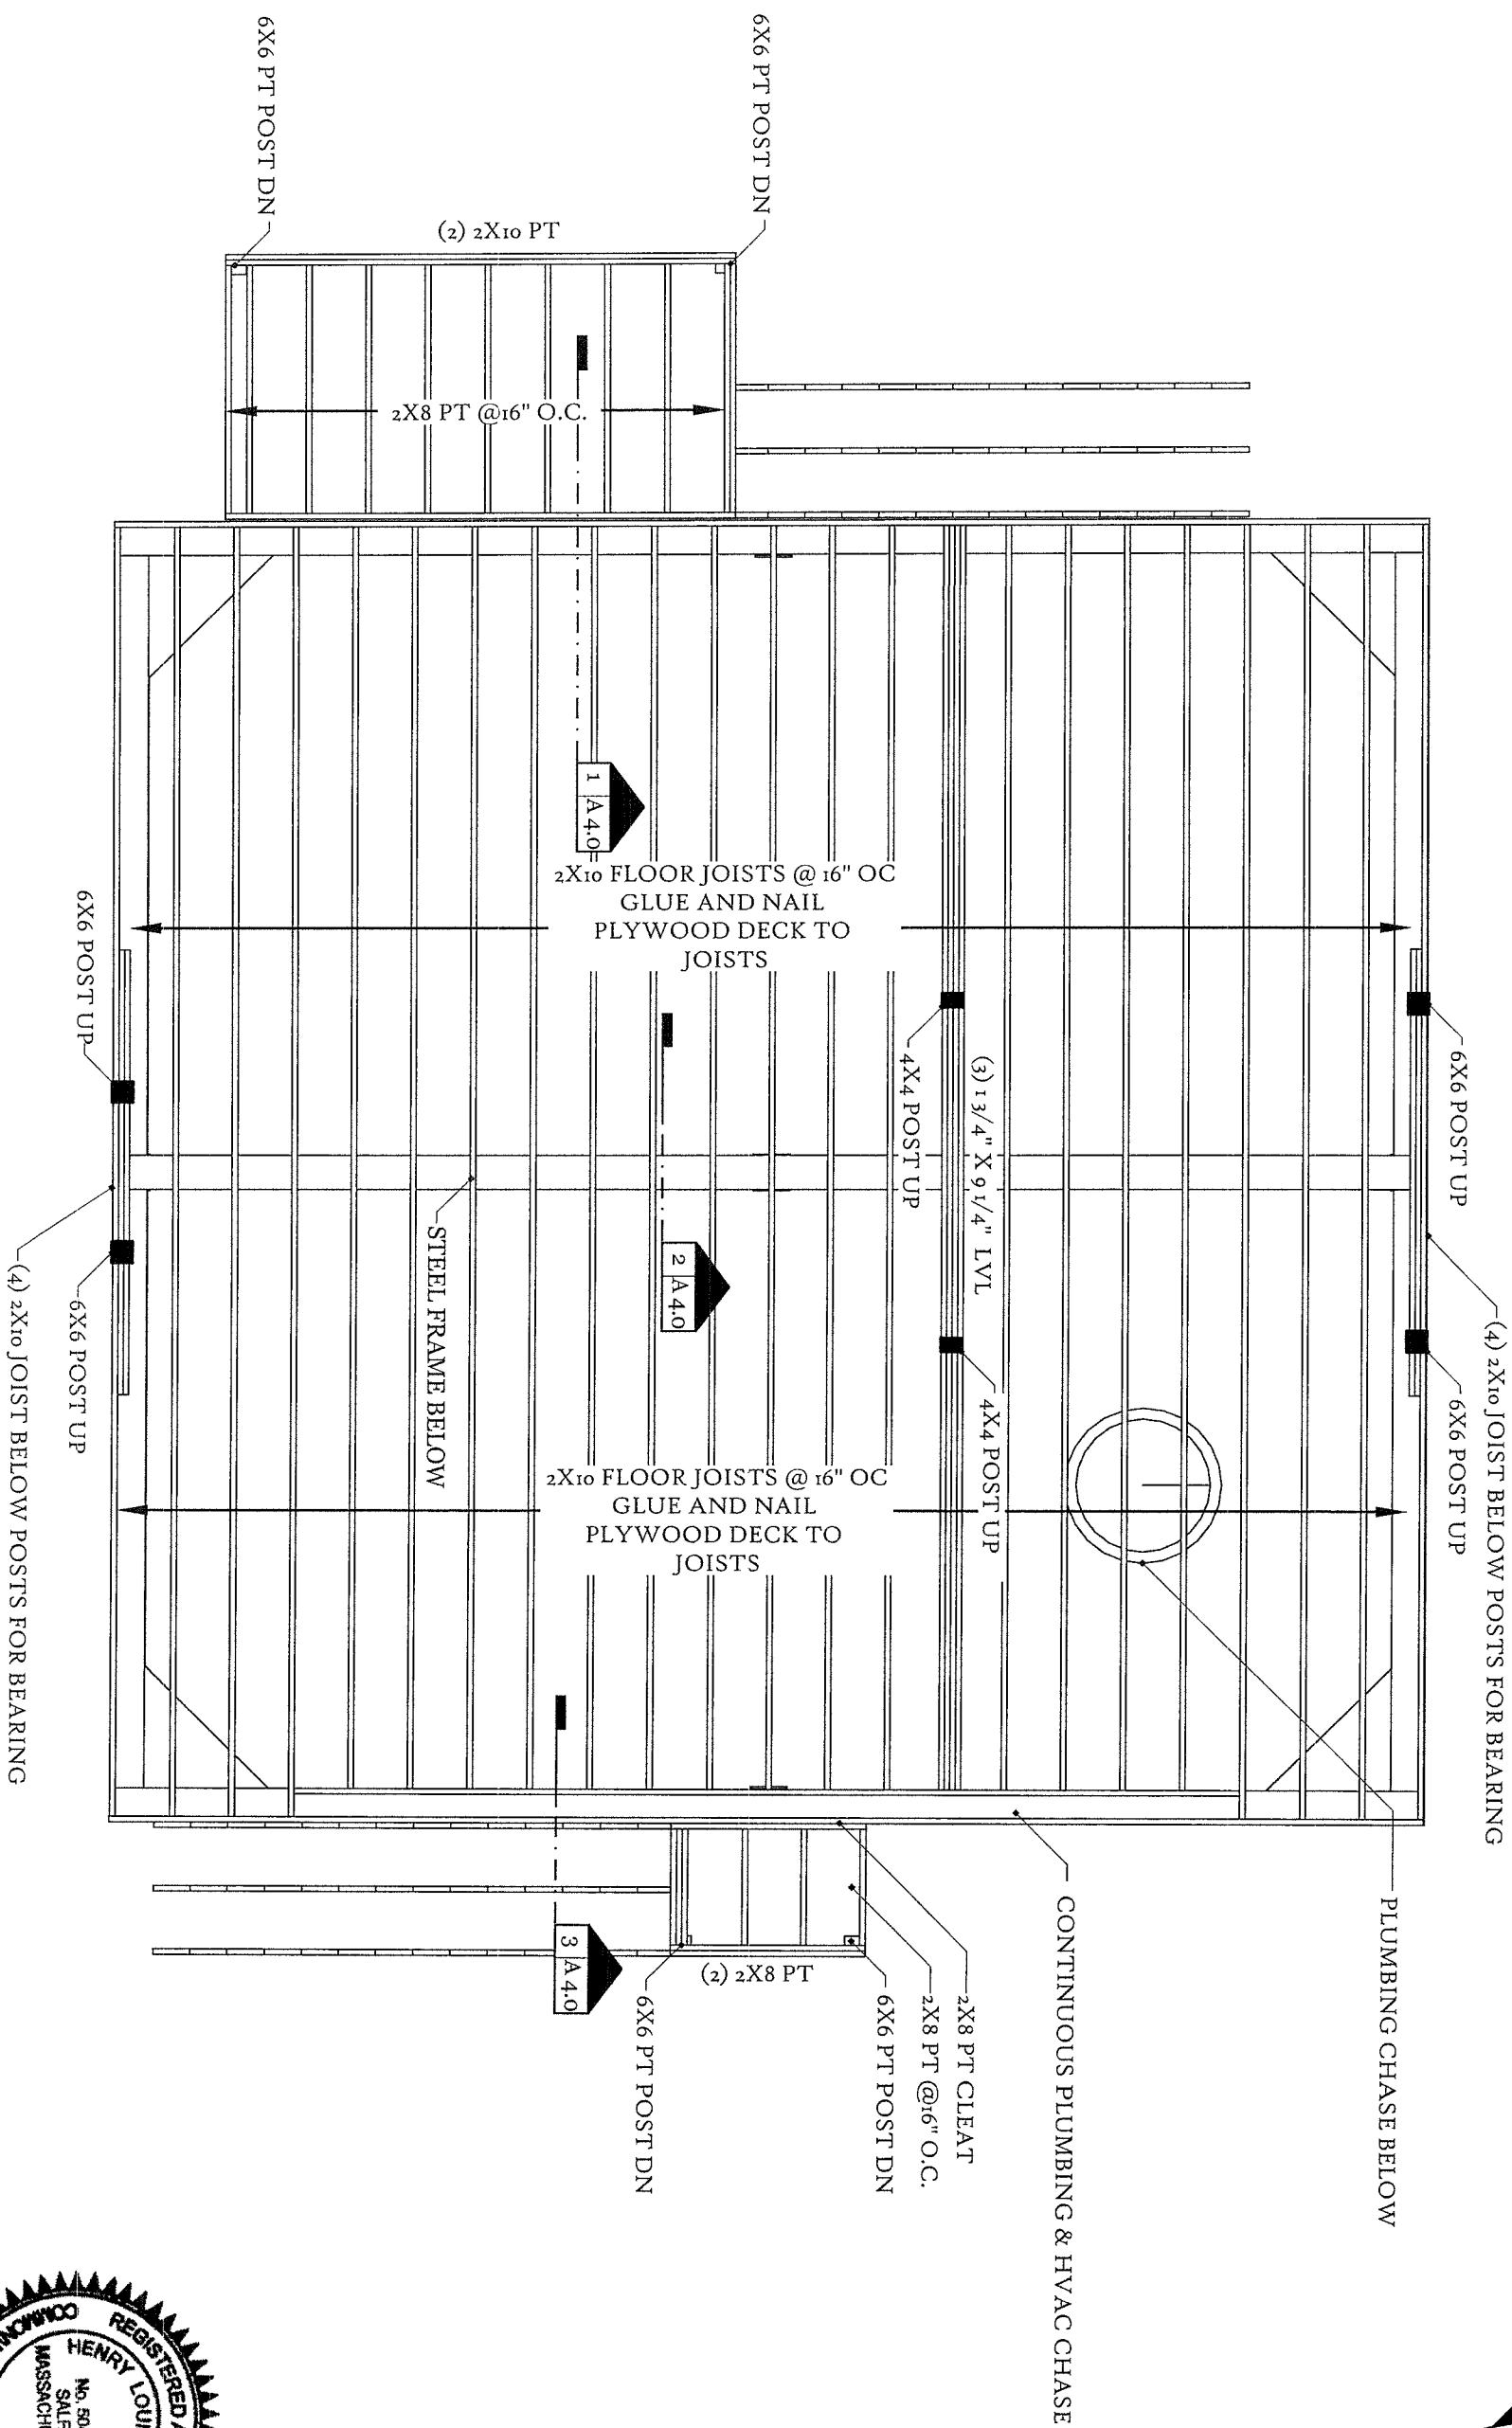 6X6 PT POST DN
6X6 PT POST DN
(2) 2X10 PT
2X8 PT @16" O.C.
1 A 4.0
2X10 FLOOR JOISTS @ 16" OC
GLUE AND NAIL
PLYWOOD DECK TO
JOISTS
6X6 POST UP
6X6 POST UP
4X4 POST UP
(3) 1 3/4" X 9 1/4" LVL
6X6 POST UP
(4) 2X10 JOIST BELOW POSTS FOR BEARING
6X6 POST UP
STEEL FRAME BELOW
2 A 4.0
4X4 POST UP
6X6 POST UP
(4) 2X10 JOIST BELOW POSTS FOR BEARING
2X10 FLOOR JOISTS @ 16" OC
GLUE AND NAIL
PLYWOOD DECK TO
JOISTS
3 A 4.0
(2) 2X8 PT
6X6 PT POST DN
6X6 PT POST DN
2X8 PT @16" O.C.
2X8 PT CLEAT
CONTINUOUS PLUMBING & HVAC CHASE
PLUMBING CHASE BELOW
REGISTERED
HENRY
No.